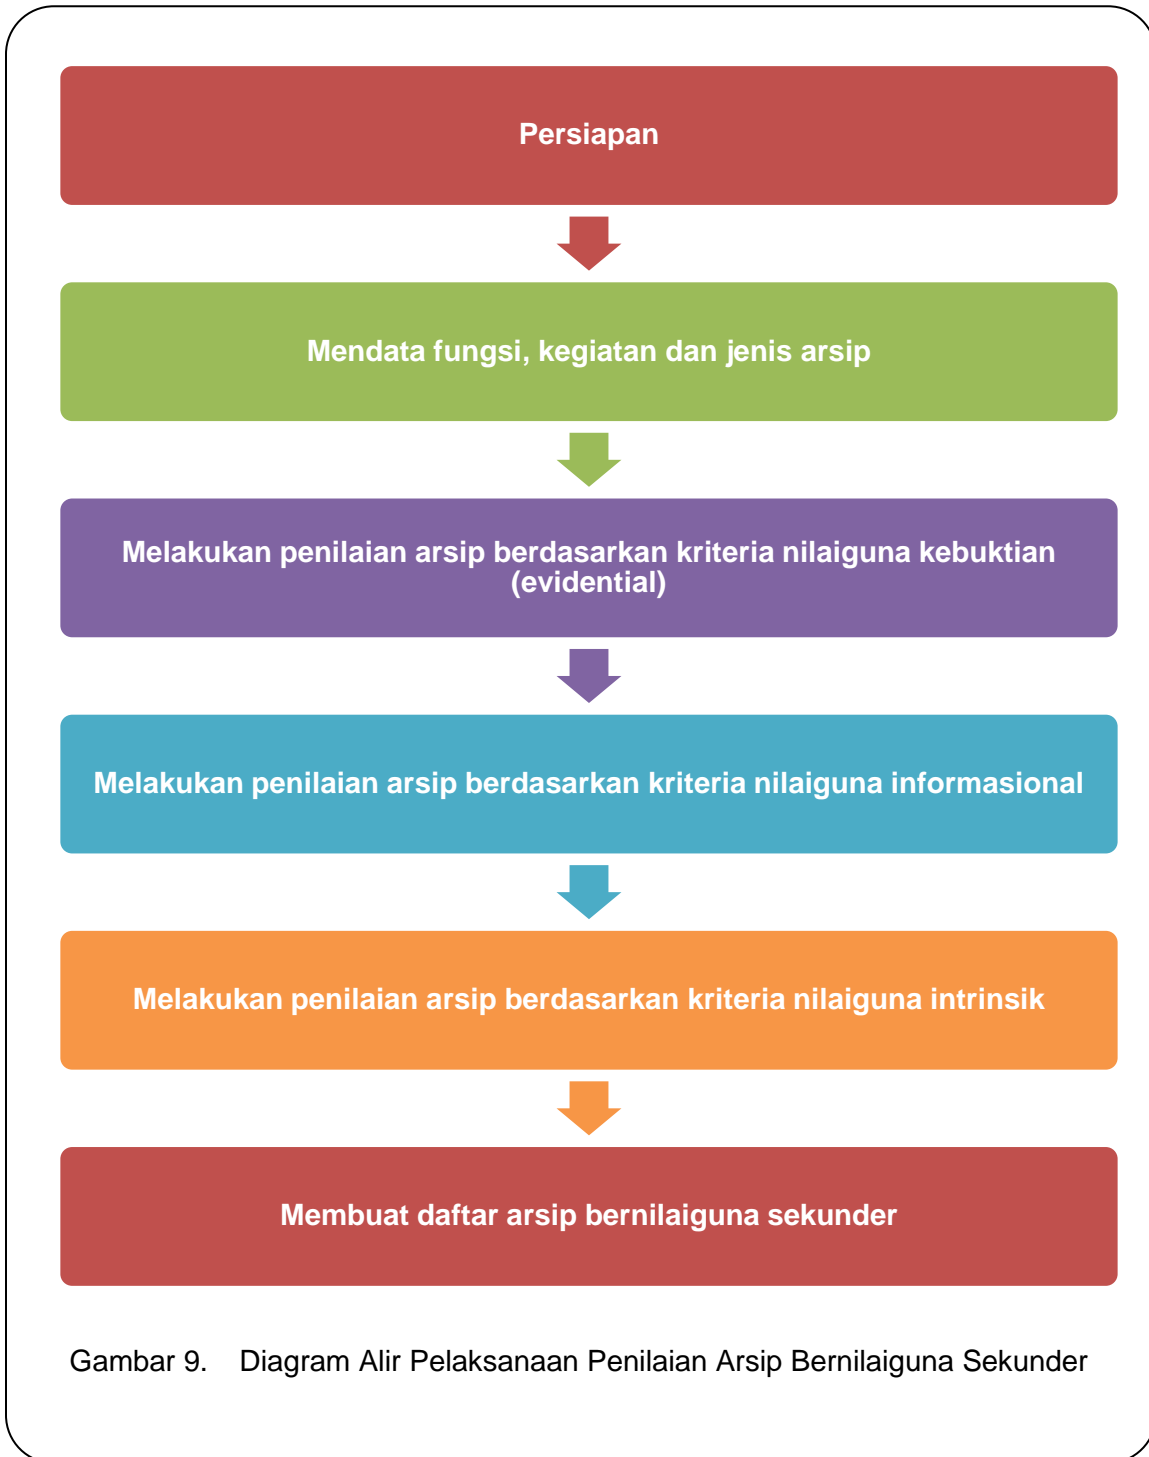 Persiapan
Mendata fungsi, kegiatan dan jenis arsip
Melakukan penilaian arsip berdasarkan kriteria nilaiguna kebuktian
(evidential)
Melakukan penilaian arsip berdasarkan kriteria nilaiguna informasional
Melakukan penilaian arsip berdasarkan kriteria nilaiguna intrinsik
Membuat daftar arsip bernilaiguna sekunder
Gambar 9. Diagram Alir Pelaksanaan Penilaian Arsip Bernilaiguna Sekunder